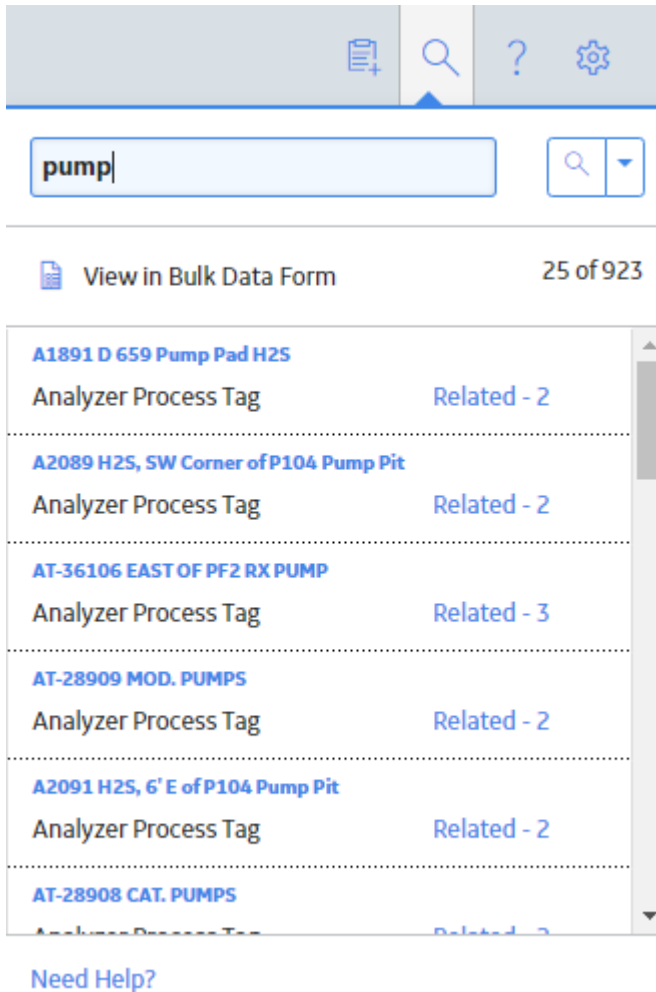 ?
pump
View in Bulk Data Form 25 of 923
A1891 D 659 Pump Pad H2S
Analyzer Process Tag Related - 2
A2089 H2S, SW Corner of P104 Pump Pit
Analyzer Process Tag Related - 2
AT-36106 EAST OF PF2 RX PUMP
Analyzer Process Tag Related - 3
AT-28909 MOD. PUMPS
Analyzer Process Tag Related - 2
A2091 H2S, 6' E of P104 Pump Pit
Analyzer Process Tag Related - 2
AT-28908 CAT. PUMPS
Need Help?